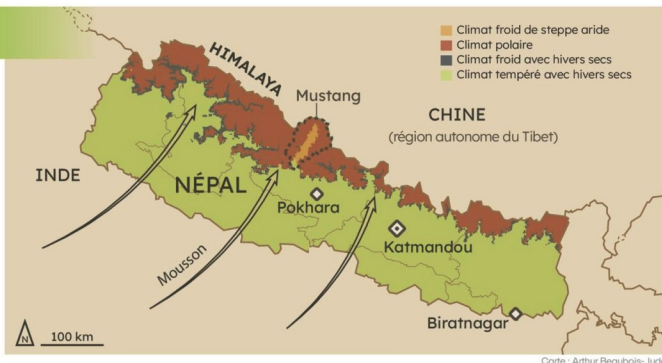 Climat froid de steppe aride
Climat polaire
Climat froid avec hivers secs
Climat tempéré avec hivers secs
HIMALAYA
Mustang
CHINE
(région autonome du Tibet)
INDE
NÉPAL
Pokhara
Katmandou
Mousson
Biratnagar
N
100 km
Carte : Arthur Beaubois-Jude